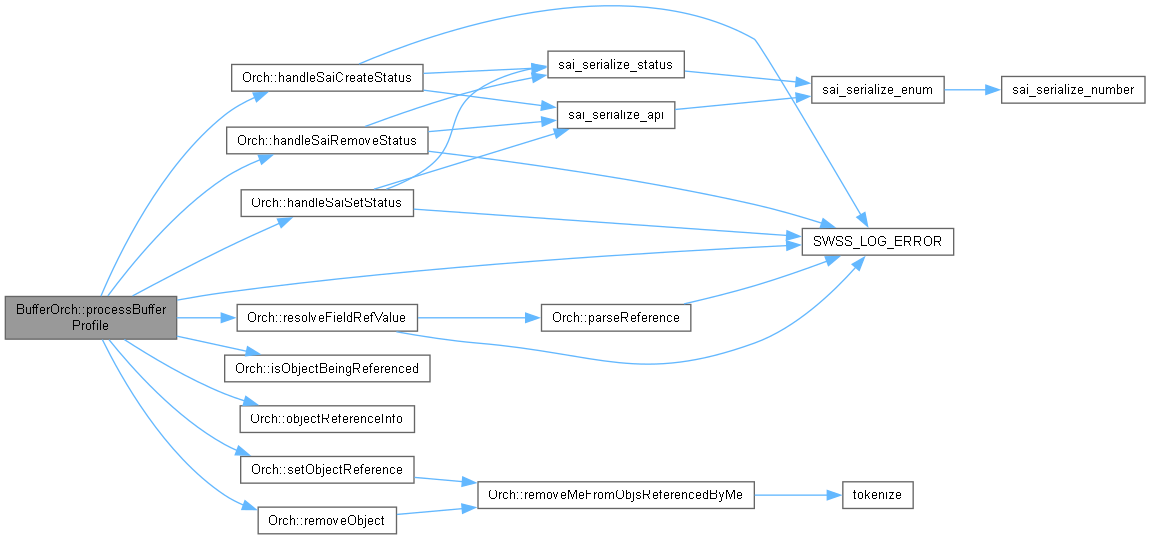 BufferOrch::processBuffer
Profile
Orch::handleSaiCreateStatus
Orch::handleSaiRemoveStatus
Orch::handleSaiSetStatus
Orch::resolveFieldRefValue
Orch::isObjectBeingReferenced
Orch::objectReferenceInfo
Orch::setObjectReference
Orch::removeObject
sai_serialize_status
sai_serialize_api
Orch::parseReference
Orch::removeMeFromObjsReferencedByMe
sai_serialize_enum
SWSS_LOG_ERROR
tokenize
sai_serialize_number